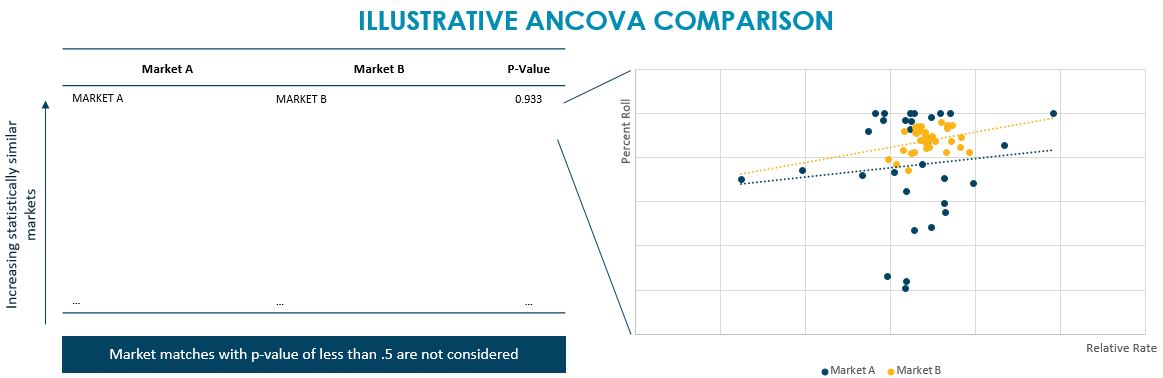 ILLUSTRATIVE ANCOVA COMPARISON
Market A Market B P-Value
MARKET A MARKET B 0.933
... ... ...
Increasing statistically similar
markets
Market matches with p-value of less than .5 are not considered
Percent Roll
Relative Rate
Market A Market B